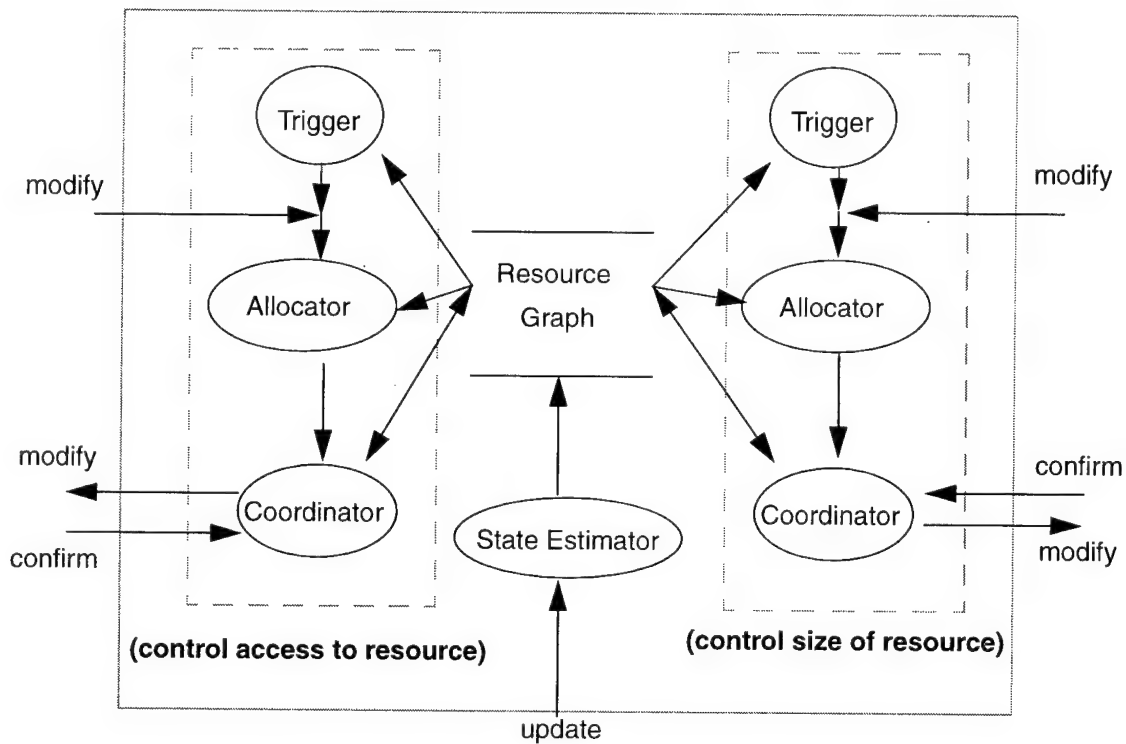 Trigger
Trigger
modify
modify
Resource
Graph
Allocator
Allocator
modify
confirm
Coordinator
Coordinator
State Estimator
confirm
modify
(control access to resource)
(control size of resource)
update